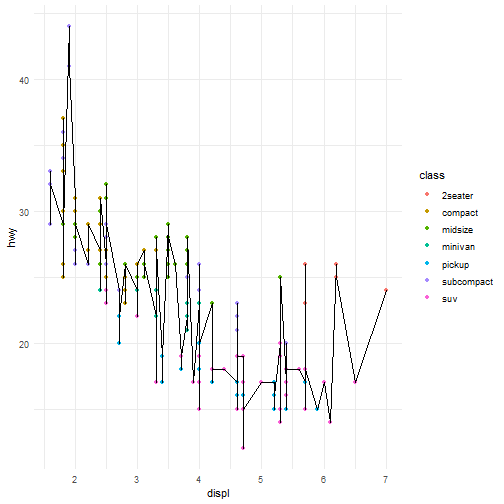 hwy
40
30
20
2
3
4
5
6
7
displ
class
2seater
compact
midsize
minivan
pickup
subcompact
suv